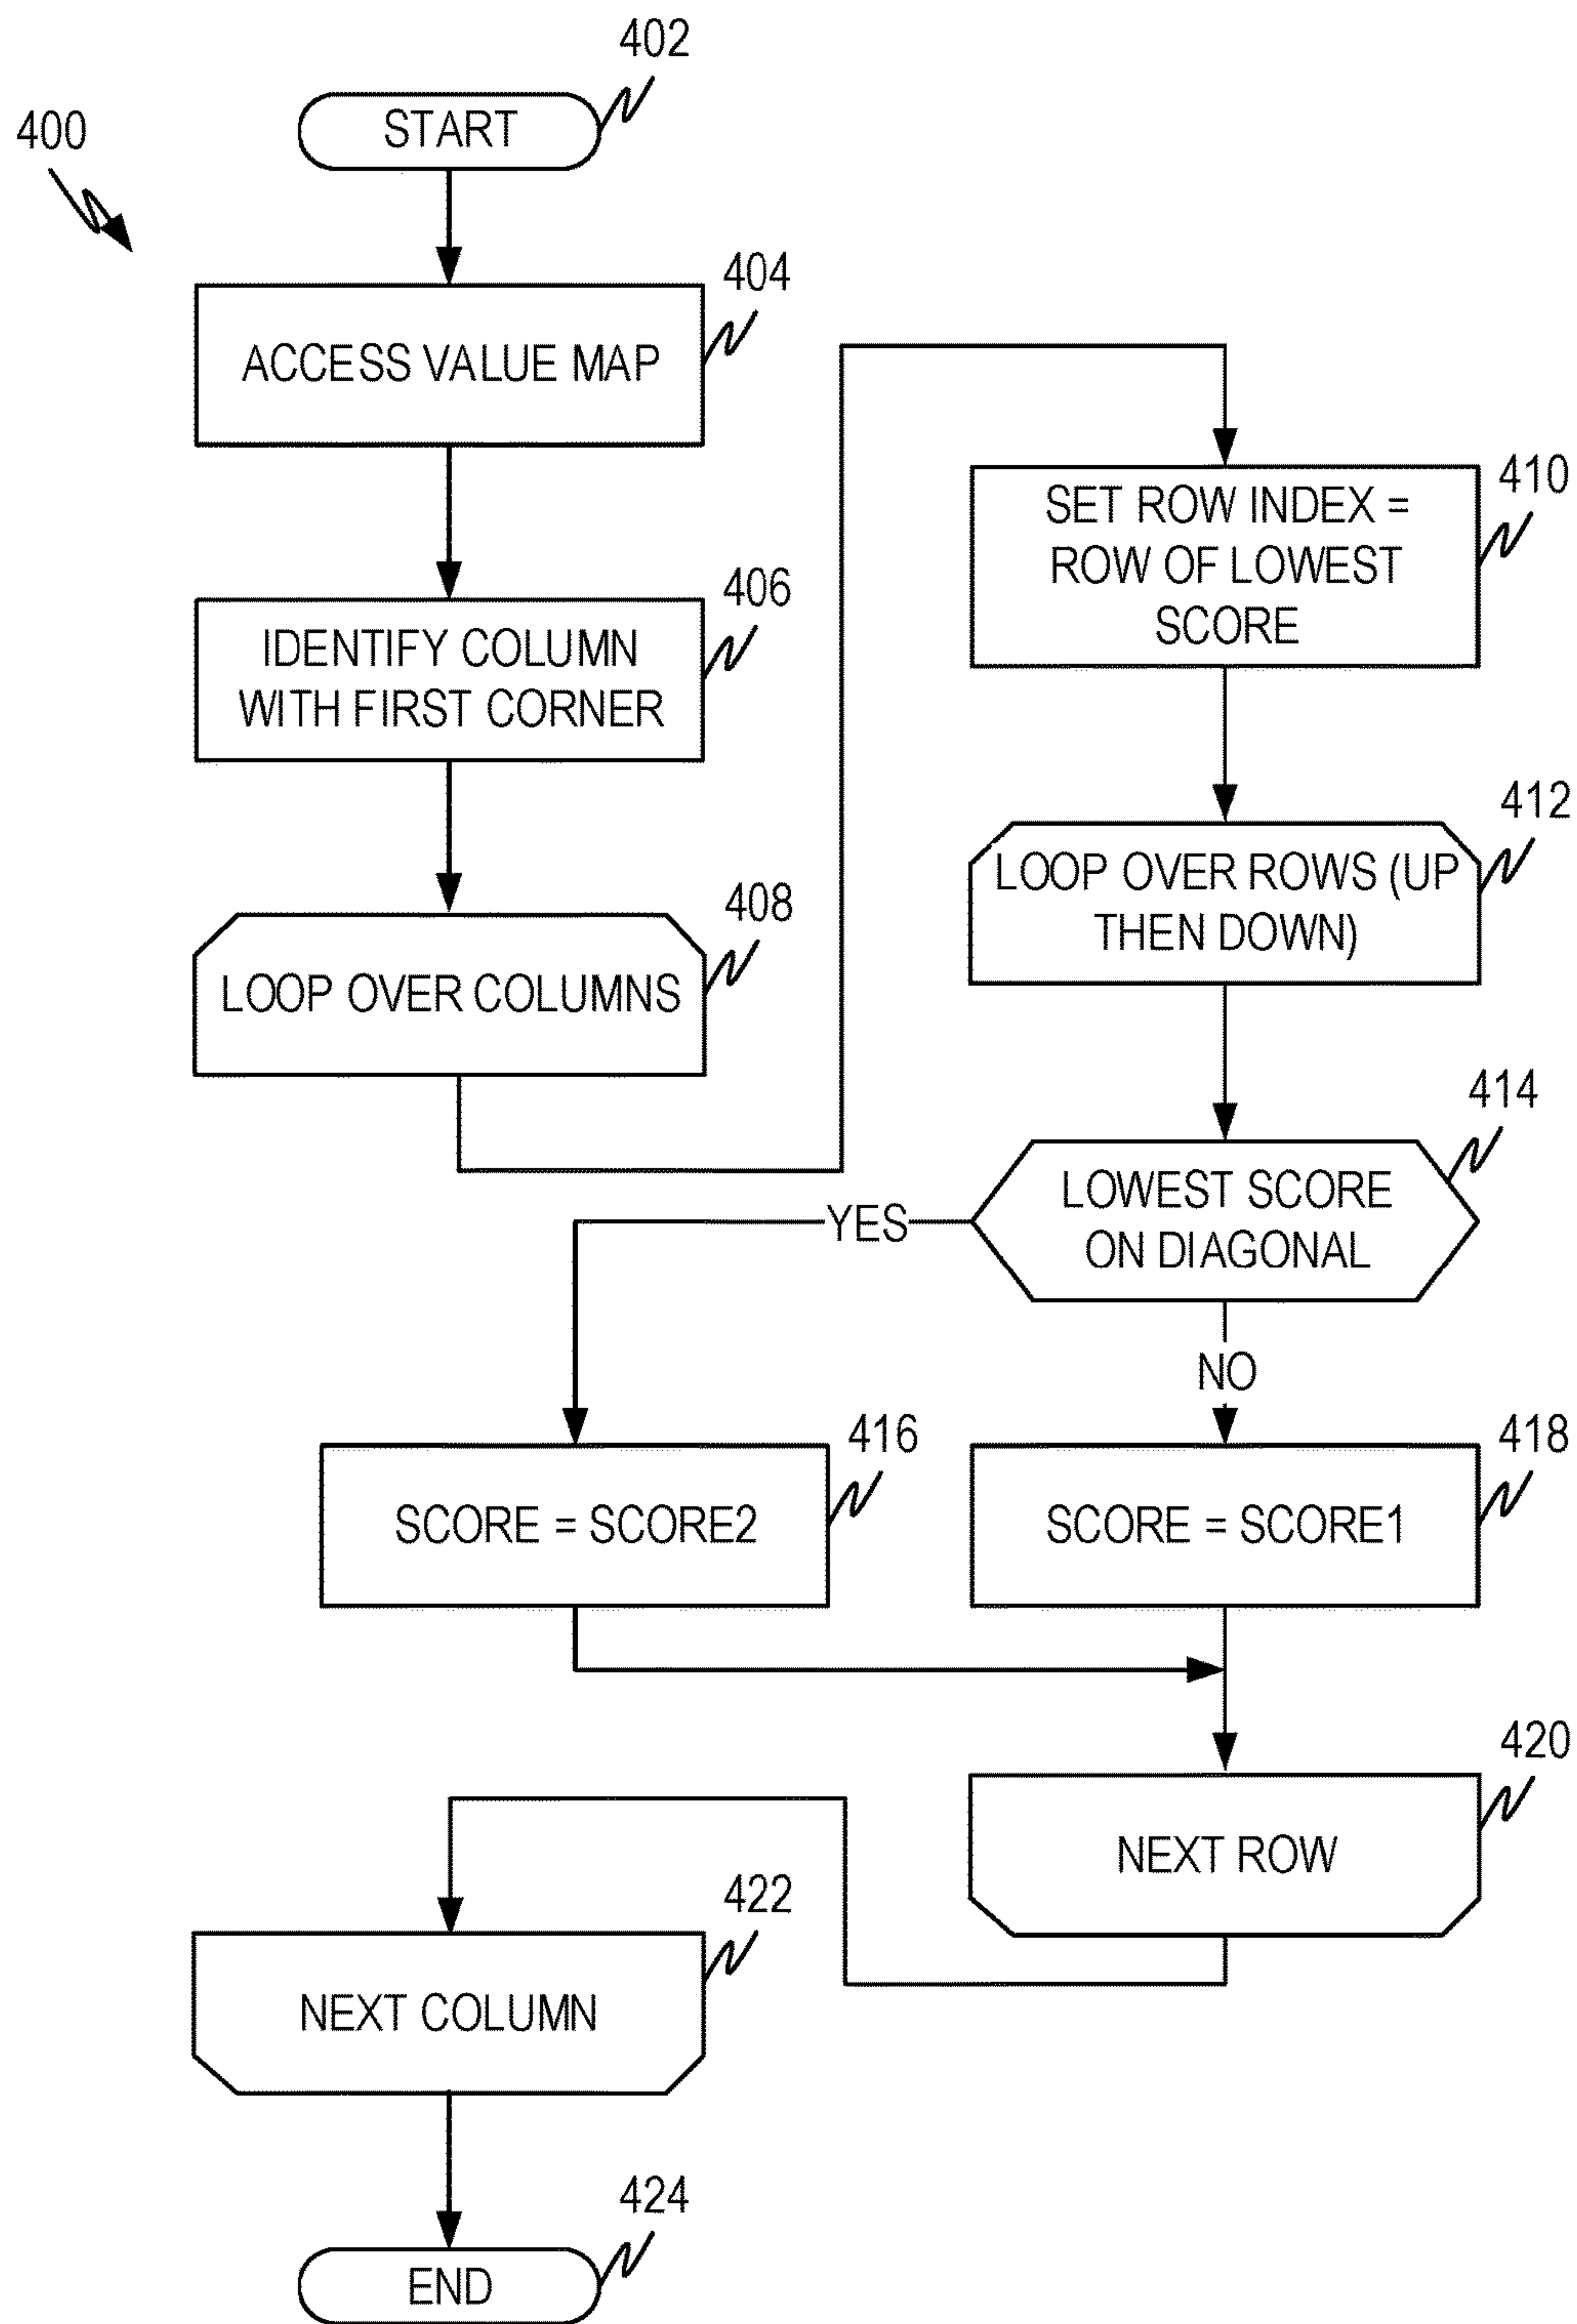 402
START
400
404
ACCESS VALUE MAP
406
IDENTIFY COLUMN
WITH FIRST CORNER
408
LOOP OVER COLUMNS
410
SET ROW INDEX =
ROW OF LOWEST
SCORE
412
LOOP OVER ROWS (UP
THEN DOWN)
414
LOWEST SCORE
ON DIAGONAL
YES
NO
416
SCORE = SCORE2
418
SCORE = SCORE1
420
NEXT ROW
422
NEXT COLUMN
424
END